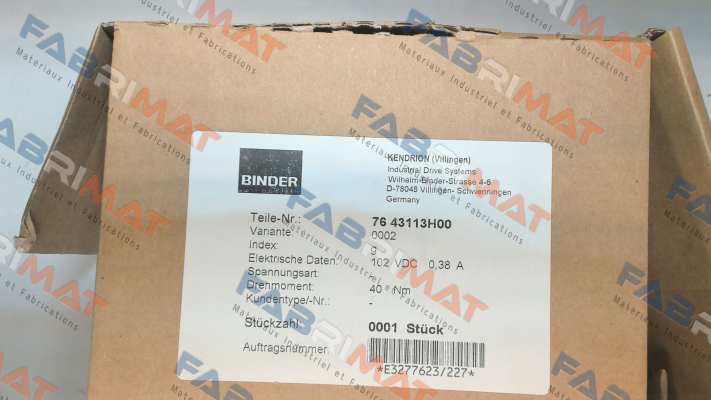 BINDER
KENDRION (Villingen)
Industrial Drive Systems
Wilhelm-Binder-Strasse 4-6
D-78048 Villingen- Schwenningen
Germany
Teile-Nr.: 76 43113H00
Variante: 0002
Index: g
Elektrische Daten: 102 VDC 0,38 A
Spannungsart: -
Drehmoment: 40 Nm
Kundentype/-Nr.: -
Stückzahl: 0001 Stück
Auftragsnummer
*E3277623/227*
FABRIMAT
Materiaux Industriel et Fabrications